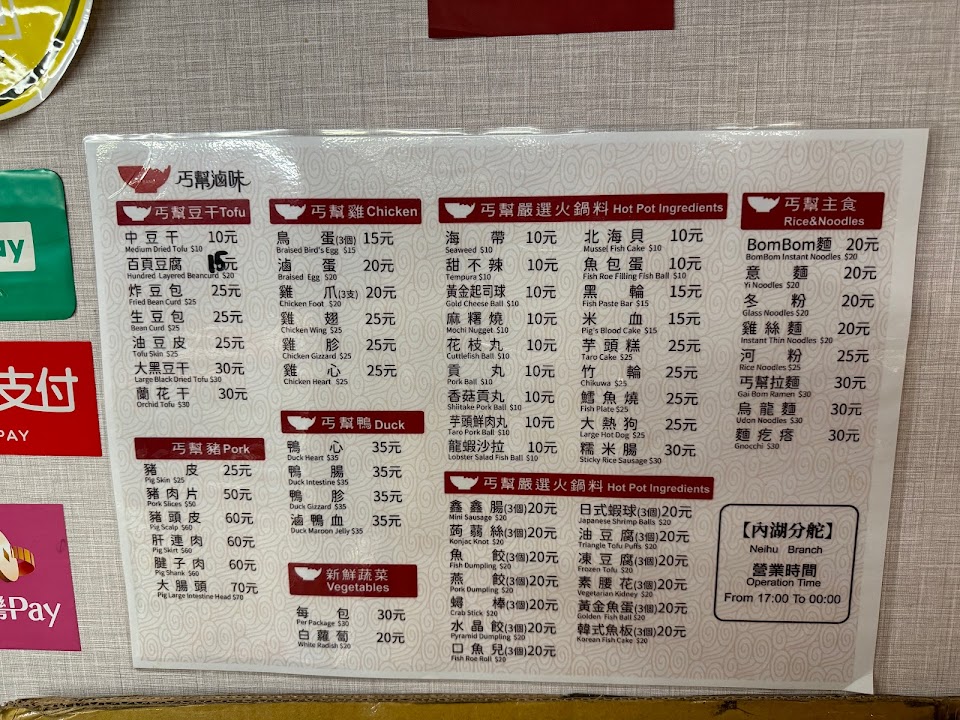 丐幫滷味
丐幫豆干Tofu
中豆干 10元
Medium Dried Tofu $10
百頁豆腐 15元
Hundred Layered Beancurd $20
炸豆包 25元
Fried Bean Curd $25
生豆包 25元
Bean Curd $25
油豆皮 25元
Tofu Skin $25
大黑豆干 30元
Large Black Dried Tofu $30
蘭花干 30元
Orchid Tofu $30
丐幫豬Pork
豬皮 25元
Pig Skin $25
豬肉片 50元
Pork Slices $50
豬頭皮 60元
Pig Scalp $60
肝連肉 60元
Pig Skirt $60
腱子肉 60元
Pig Shank $60
大腸頭 70元
Pig Large Intestine Head $70
丐幫雞Chicken
鳥蛋(3個) 15元
Braised Bird's Egg $15
滷蛋 20元
Braised Egg $20
雞爪(3支) 20元
Chicken Foot $20
雞翅 25元
Chicken Wing $25
雞胗 25元
Chicken Gizzard $25
雞心 25元
Chicken Heart $25
丐幫鴨Duck
鴨心 35元
Duck Heart $35
鴨腸 35元
Duck Intestine $35
鴨胗 35元
Duck Gizzard $35
滷鴨血 35元
Duck Maroon Jelly $35
新鮮蔬菜
Vegetables
每包 30元
Per Package $30
白蘿蔔 20元
White Radish $20
丐幫嚴選火鍋料 Hot Pot Ingredients
海帶 10元
Seaweed $10
甜不辣 10元
Tempura $10
黃金起司球 10元
Gold Cheese Ball $10
麻糬燒 10元
Mochi Nugget $10
花枝丸 10元
Cuttlefish Ball $10
貢丸 10元
Pork Ball $10
香菇貢丸 10元
Shiitake Pork Ball $10
芋頭鮮肉丸 10元
Taro Pork Ball $10
龍蝦沙拉 10元
Lobster Salad Fish Ball $10
北海貝 10元
Mussel Fish Cake $10
魚包蛋 10元
Fish Roe Filling Fish Ball $10
黑輪 15元
Fish Paste Bar $15
米血 15元
Pig's Blood Cake $15
芋頭糕 25元
Taro Cake $25
竹輪 25元
Chikuwa $25
鱈魚燒 25元
Fish Plate $25
大熱狗 25元
Large Hot Dog $25
糯米腸 30元
Sticky Rice Sausage $30
丐幫嚴選火鍋料 Hot Pot Ingredients
鑫鑫腸(3個)20元
Mini Sausage $20
蒟蒻絲(3個)20元
Konjac Knot $20
魚餃(3個)20元
Fish Dumpling $20
燕餃(3個)20元
Pork Dumpling $20
蟳棒(3個)20元
Crab Stick $20
水晶餃(3個)20元
Pyramid Dumpling $20
口魚兒(3個)20元
Fish Roe Roll $20
日式蝦球(3個)20元
Japanese Shrimp Balls $20
油豆腐(3個)20元
Triangle Tofu Puffs $20
凍豆腐(3個)20元
Frozen Tofu $20
素腰花(3個)20元
Vegetarian Kidney $20
黃金魚蛋(3個)20元
Golden Fish Ball $20
韓式魚板(3個)20元
Korean Fish Cake $20
丐幫主食
Rice&Noodles
BomBom麵 20元
BomBom Instant Noodles $20
意麵 20元
Yi Noodles $20
冬粉 20元
Glass Noodles $20
雞絲麵 20元
Instant Thin Noodles $20
河粉 25元
Rice Noodles $25
丐幫拉麵 30元
Gai Bom Ramen $30
烏龍麵 30元
Udon Noodles $30
麵疙瘩 30元
Gnocchi $30
【內湖分舵】
Neihu Branch
營業時間
Operation Time
From 17:00 To 00:00
ay
支付
PAY
Pay